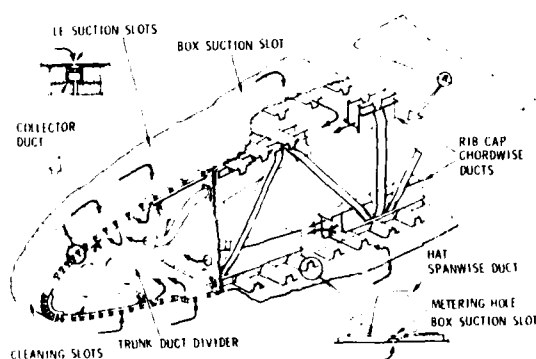 LE SUCTION SLOTS
BOX SUCTION SLOT
COLLECTOR
DUCT
RIB CAP
CHORDWISE
DUCTS
HAT
SPANWISE DUCT
METERING HOLE
BOX SUCTION SLOT
TRUNK DUCT DIVIDER
CLEANING SLOTS